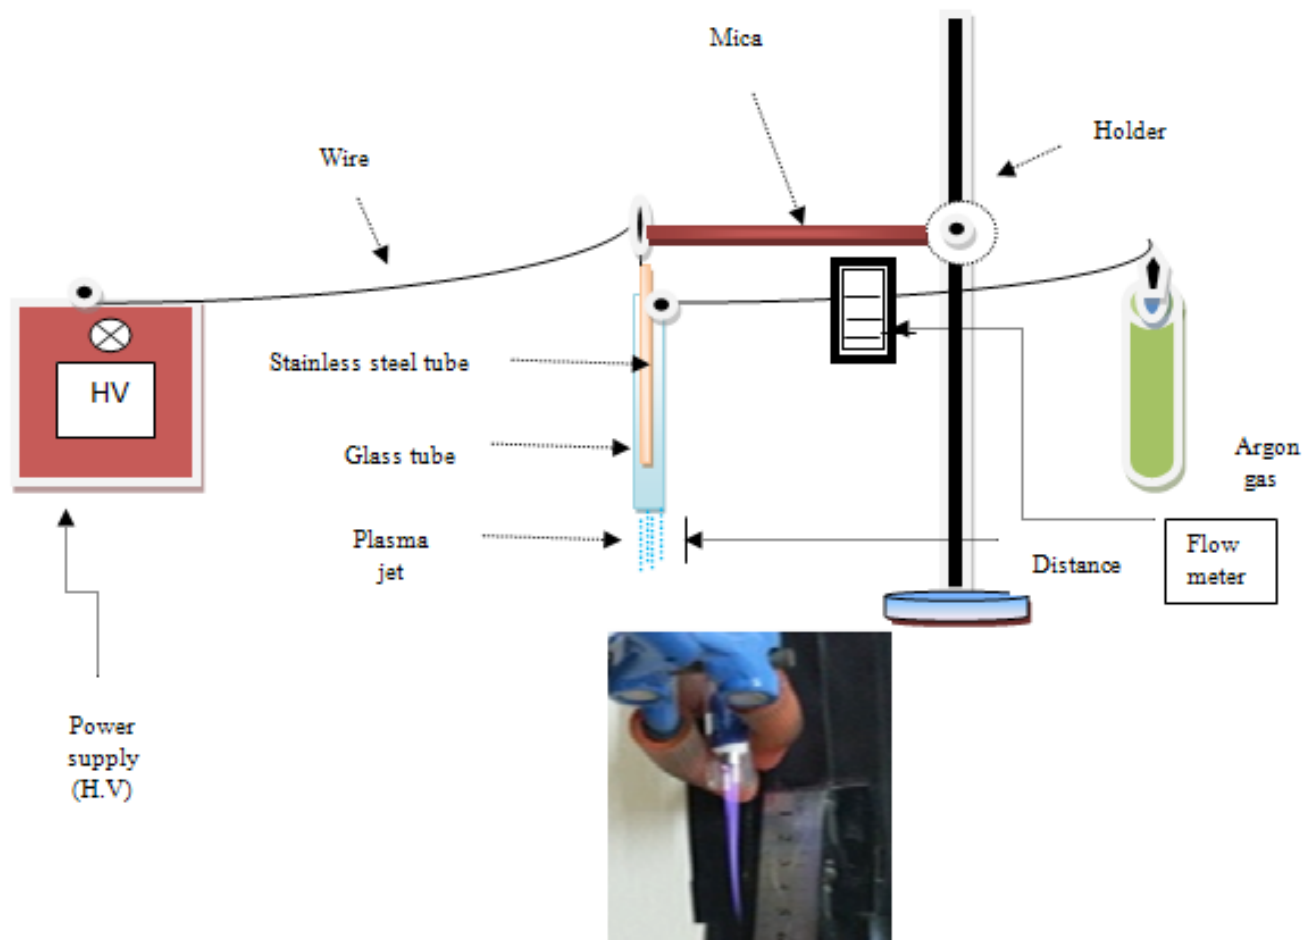 Mica
Holder
Wire
HV
Stainless steel tube
Glass tube
Argon
gas
Plasma
jet
Distance
Flow
meter
Power
supply
(H.V)